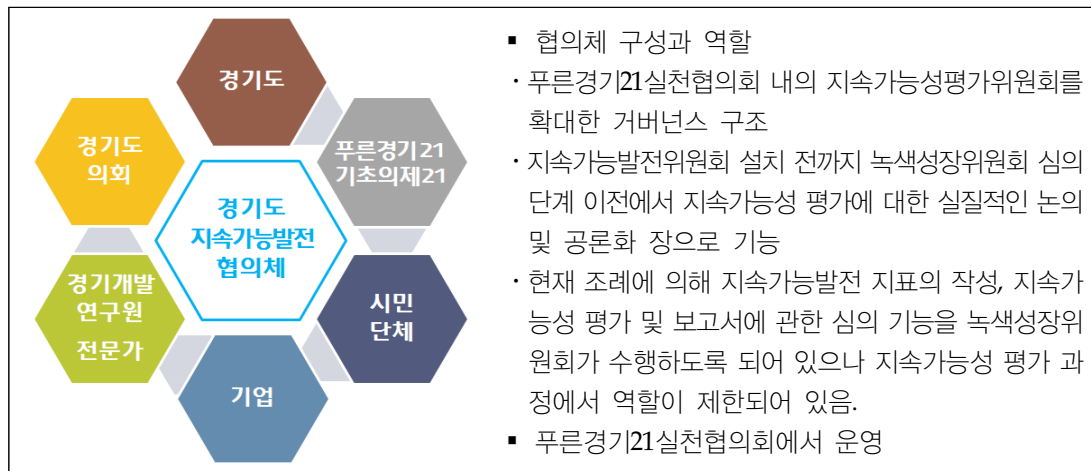 경기도
경기도
의회
푸른경기21
기초의제21
경기도
지속가능발전
협의체
경기개발
연구원
전문가
시민
단체
기업
▪ 협의체 구성과 역할
· 푸른경기21실천협의회 내의 지속가능성평가위원회를
확대한 거버넌스 구조
· 지속가능발전위원회 설치 전까지 녹색성장위원회 심의
단계 이전에서 지속가능성 평가에 대한 실질적인 논의
및 공론화 장으로 기능
· 현재 조례에 의해 지속가능발전 지표의 작성, 지속가
능성 평가 및 보고서에 관한 심의 기능을 녹색성장위
원회가 수행하도록 되어 있으나 지속가능성 평가 과
정에서 역할이 제한되어 있음.
▪ 푸른경기21실천협의회에서 운영